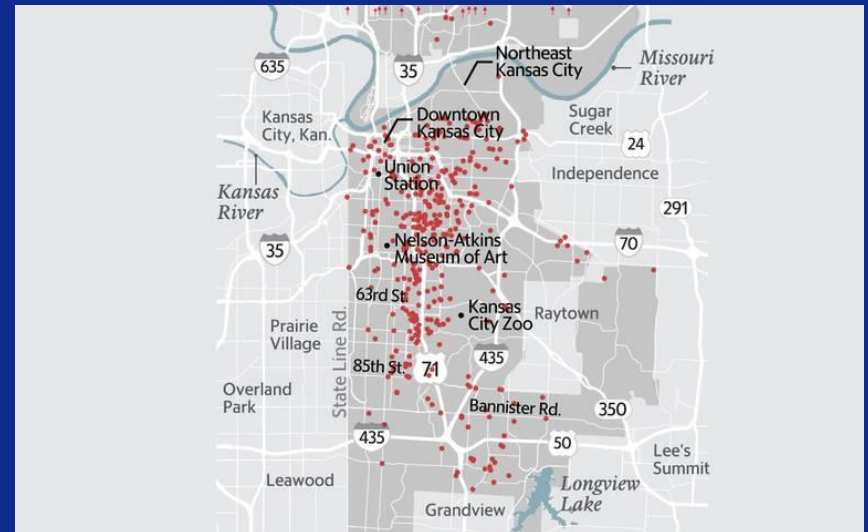 Northeast
Kansas City
Missouri
River
635
35
Kansas
City, Kan.
Downtown
Kansas City
Sugar
Creek
24
Union
Station
Independence
Kansas
River
291
35
Nelson-Atkins
Museum of Art
70
63rd St.
Kansas
City Zoo
Raytown
Prairie
Village
State Line Rd.
85th St.
71
435
Overland
Park
Bannister Rd.
350
435
50
Lee's
Summit
Leawood
Longview
Lake
Grandview